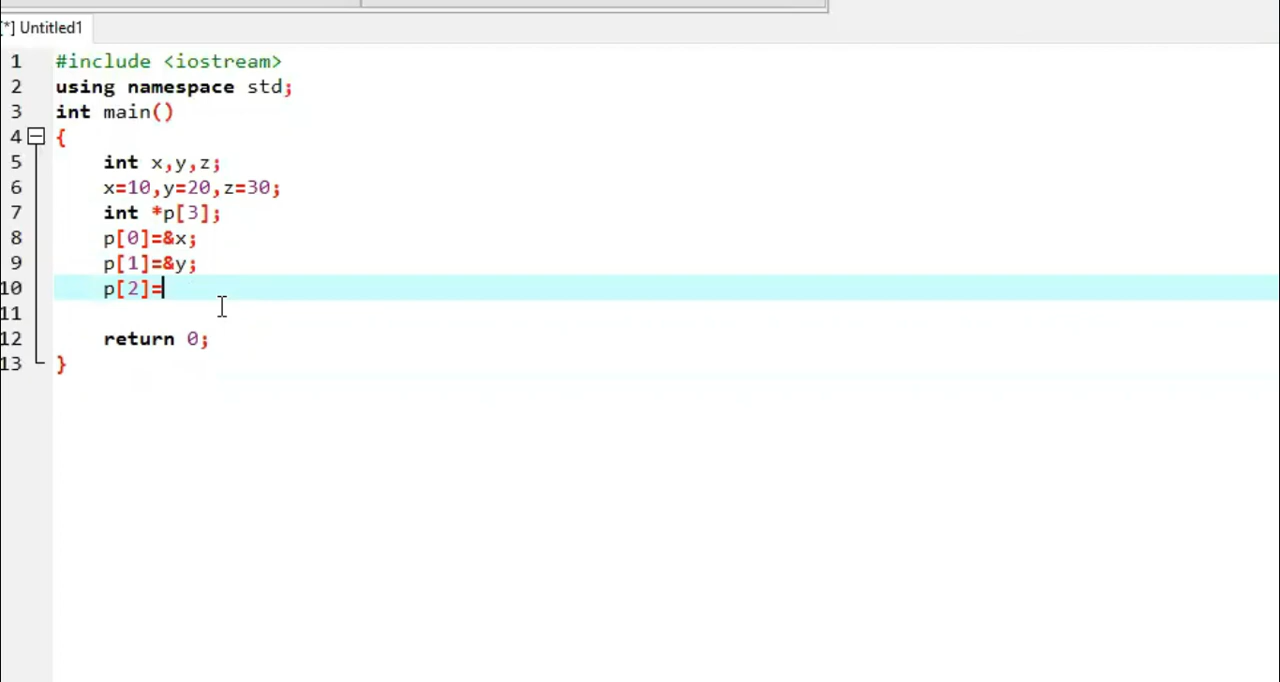 [*] Untitled1
1 #include <iostream>
2 using namespace std;
3 int main()
4 {
5 int x,y,z;
6 x=10,y=20,z=30;
7 int *p[3];
8 p[0]=&x;
9 p[1]=&y;
10 p[2]=
11
12 return 0;
13 }